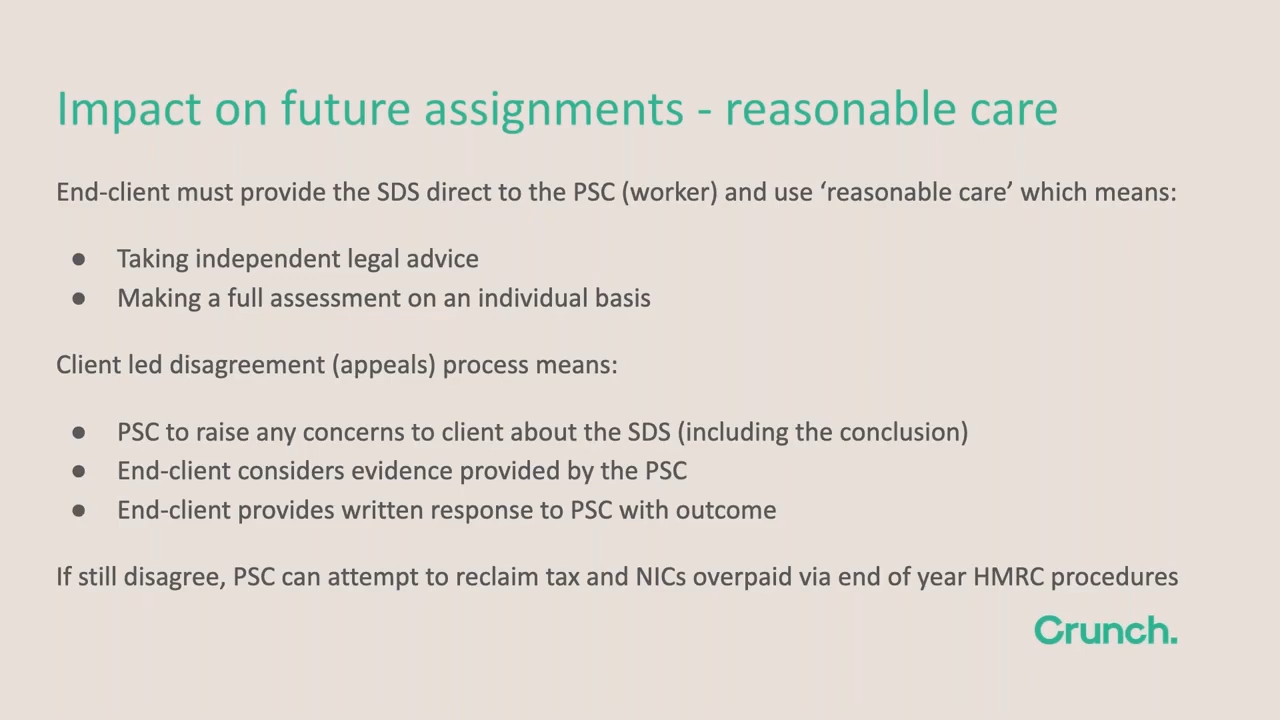 Impact on future assignments - reasonable care
End-client must provide the SDS direct to the PSC (worker) and use ‘reasonable care’ which means:
● Taking independent legal advice
● Making a full assessment on an individual basis
Client led disagreement (appeals) process means:
● PSC to raise any concerns to client about the SDS (including the conclusion)
● End-client considers evidence provided by the PSC
● End-client provides written response to PSC with outcome
If still disagree, PSC can attempt to reclaim tax and NICs overpaid via end of year HMRC procedures
Crunch.